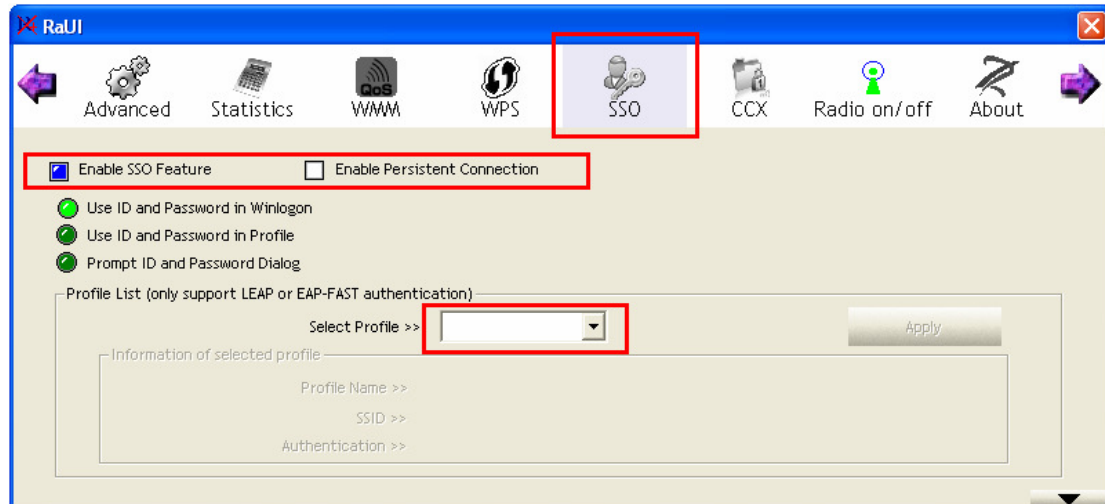 RaUI
Advanced Statistics WMM WPS SSO CCX Radio on/off About
QoS
Enable SSO Feature Enable Persistent Connection
Use ID and Password in Winlogon
Use ID and Password in Profile
Prompt ID and Password Dialog
Profile List (only support LEAP or EAP-FAST authentication)
Select Profile >> Apply
Information of selected profile
Profile Name >>
SSID >>
Authentication >>